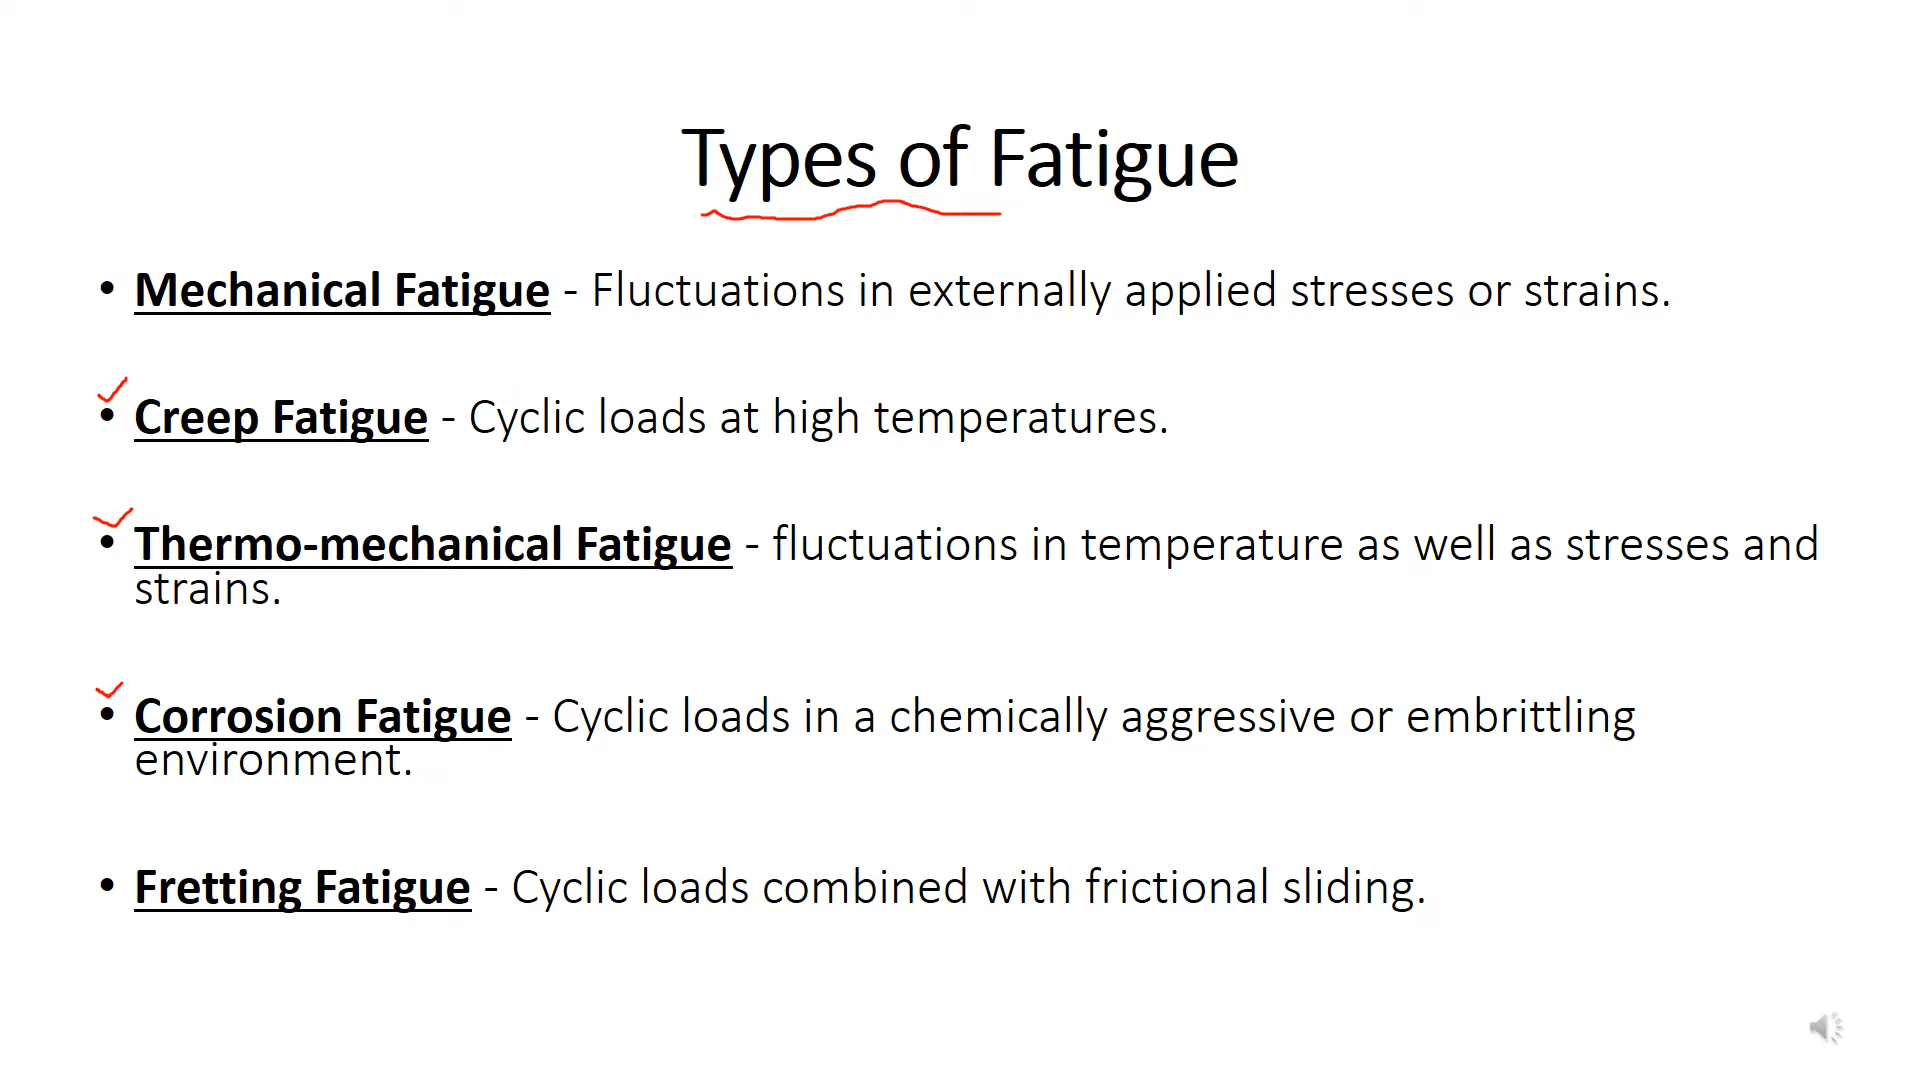 Types of Fatigue
• Mechanical Fatigue - Fluctuations in externally applied stresses or strains.
• Creep Fatigue - Cyclic loads at high temperatures.
• Thermo-mechanical Fatigue - fluctuations in temperature as well as stresses and
strains.
• Corrosion Fatigue - Cyclic loads in a chemically aggressive or embrittling
environment.
• Fretting Fatigue - Cyclic loads combined with frictional sliding.